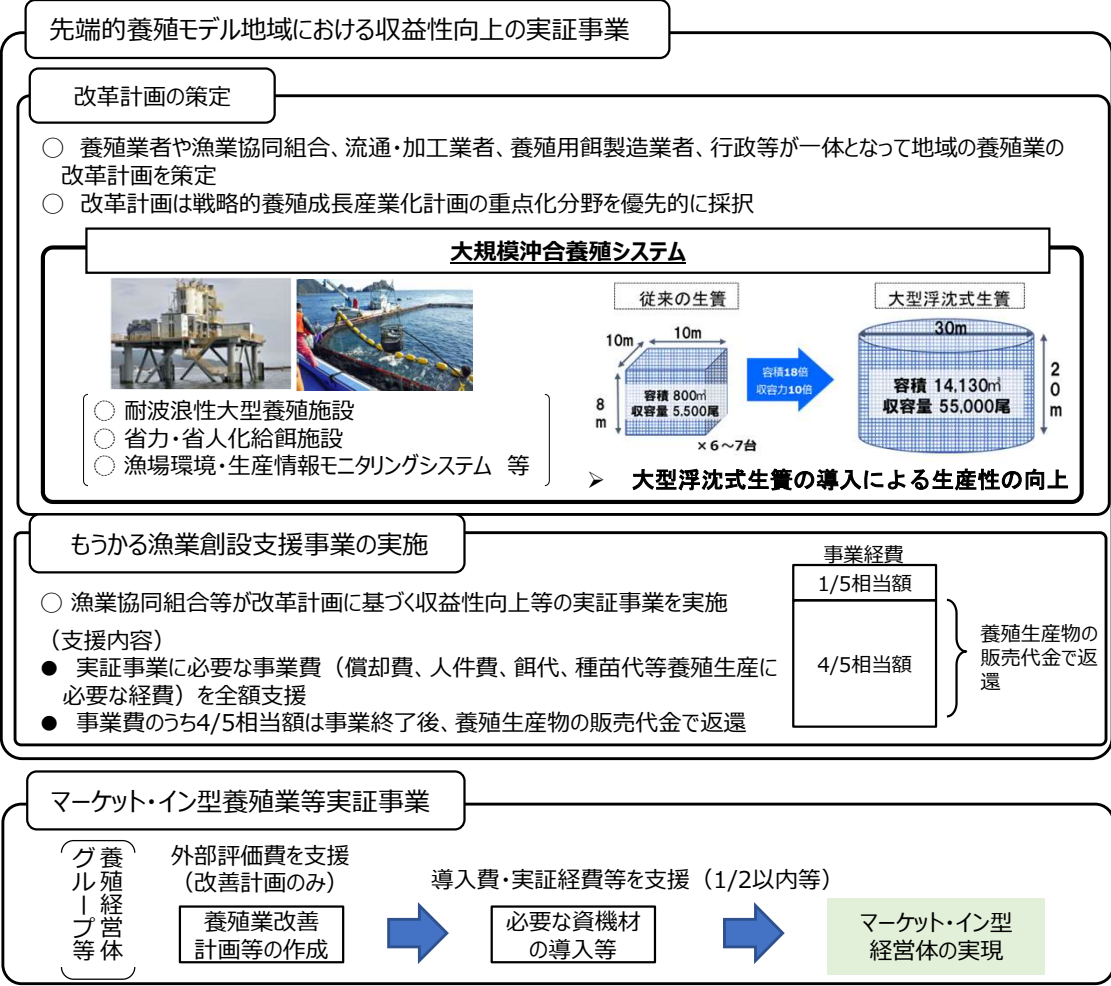 先端的養殖モデル地域における収益性向上の実証事業
改革計画の策定
○ 養殖業者や漁業協同組合、流通・加工業者、養殖用餌製造業者、行政等が一体となって地域の養殖業の
改革計画を策定
○ 改革計画は戦略的養殖成長産業化計画の重点化分野を優先的に採択
大規模沖合養殖システム
○ 耐波浪性大型養殖施設
○ 省力・省人化給餌施設
○ 漁場環境・生産情報モニタリングシステム 等
従来の生簀
10m
10m
8m
容積 800㎥
収容量 5,500尾
×6～7台
容積18倍
収容力10倍
大型浮沈式生簀
30m
20m
容積 14,130㎥
収容量 55,000尾
➢ 大型浮沈式生簀の導入による生産性の向上
もうかる漁業創設支援事業の実施
○ 漁業協同組合等が改革計画に基づく収益性向上等の実証事業を実施
（支援内容）
● 実証事業に必要な事業費（償却費、人件費、餌代、種苗代等養殖生産に
必要な経費）を全額支援
● 事業費のうち4/5相当額は事業終了後、養殖生産物の販売代金で返還
事業経費
1/5相当額
4/5相当額
養殖生産物の
販売代金で返
還
マーケット・イン型養殖業等実証事業
養殖経営体
グループ等
外部評価費を支援
（改善計画のみ）
養殖業改善
計画等の作成
導入費・実証経費等を支援（1/2以内等）
必要な資機材
の導入等
マーケット・イン型
経営体の実現